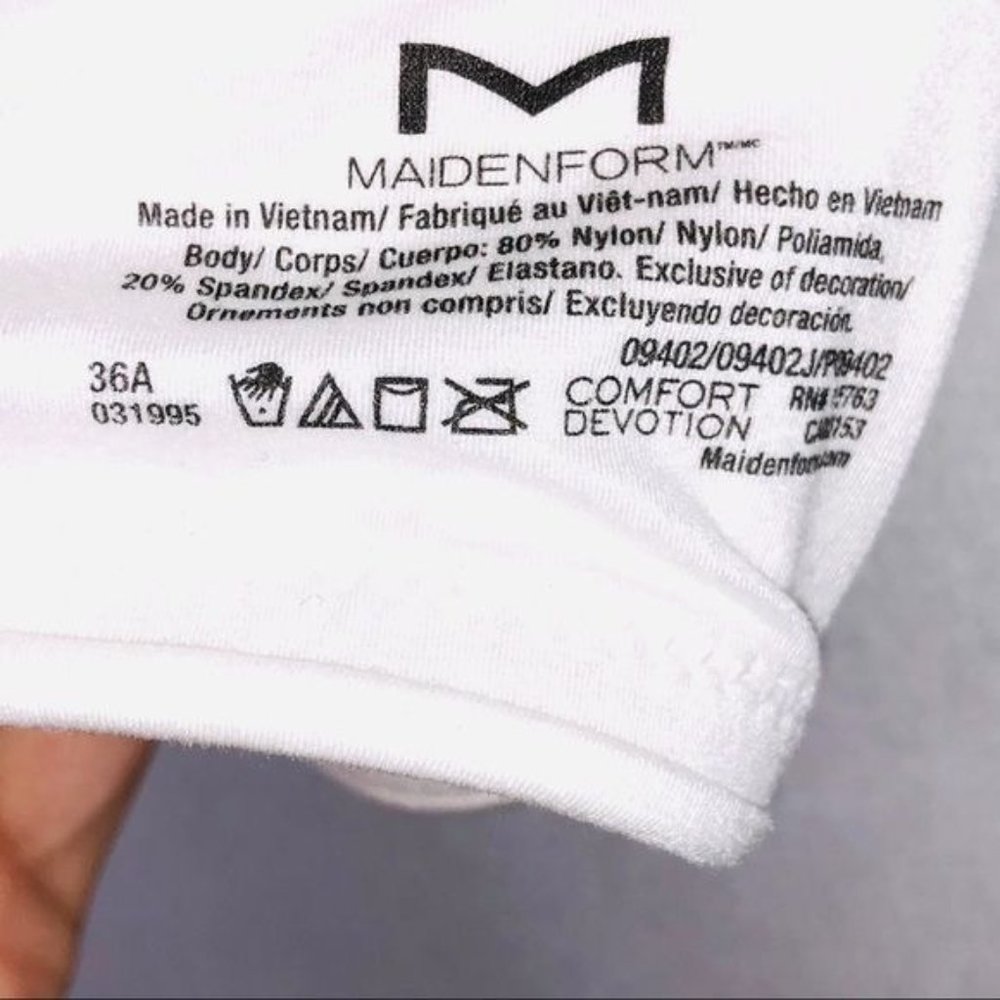 M
MAIDENFORM™/MC
Made in Vietnam/ Fabriqué au Viêt-nam/ Hecho en Vietnam
Body/ Corps/ Cuerpo: 80% Nylon/ Nylon/ Poliamida,
20% Spandex/ Spandex/ Elastano. Exclusive of decoration/
Ornements non compris/ Excluyendo decoración.
09402/09402J/P09402
36A
031995
COMFORT
DEVOTION